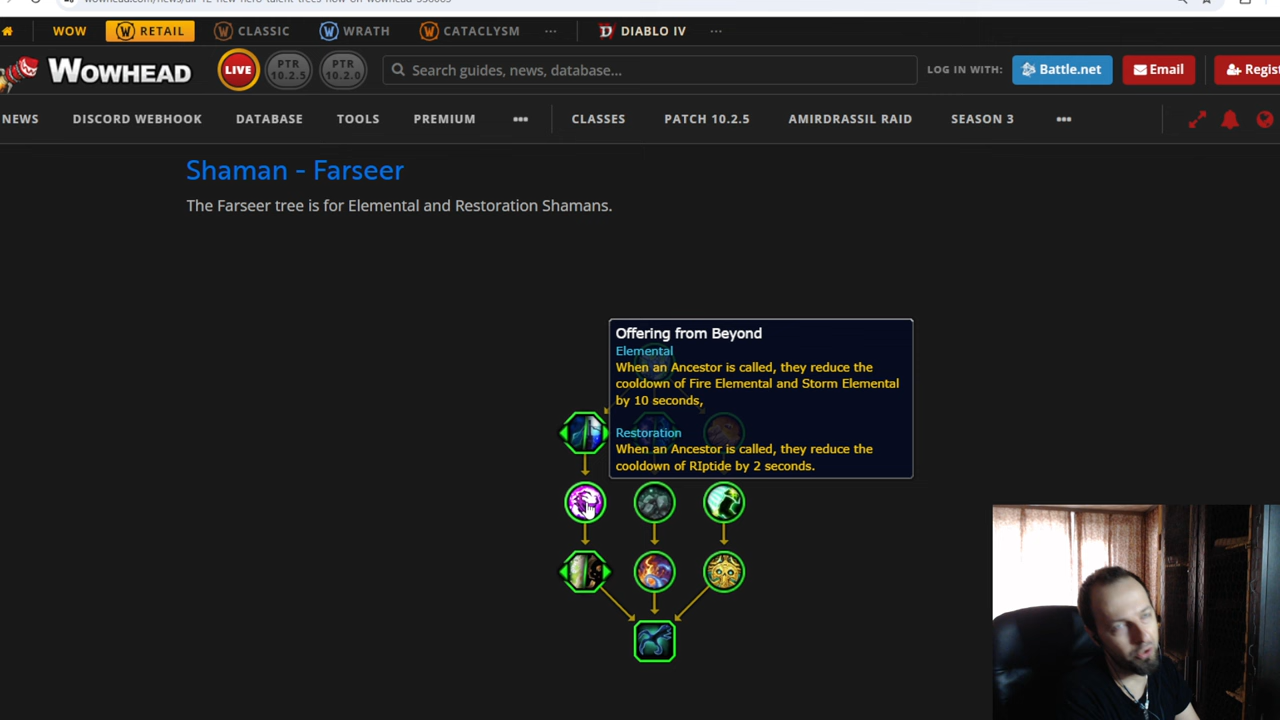 WOW
RETAIL
CLASSIC
WRATH
CATACLYSM
DIABLO IV
WOWHEAD
LIVE
PTR
10.2.5
PTR
10.2.0
Search guides, news, database...
LOG IN WITH:
Battle.net
Email
Regist
NEWS
DISCORD WEBHOOK
DATABASE
TOOLS
PREMIUM
CLASSES
PATCH 10.2.5
AMIRDRASSIL RAID
SEASON 3
Shaman - Farseer
The Farseer tree is for Elemental and Restoration Shamans.
Offering from Beyond
Elemental
When an Ancestor is called, they reduce the
cooldown of Fire Elemental and Storm Elemental
by 10 seconds,
Restoration
When an Ancestor is called, they reduce the
cooldown of RIptide by 2 seconds.